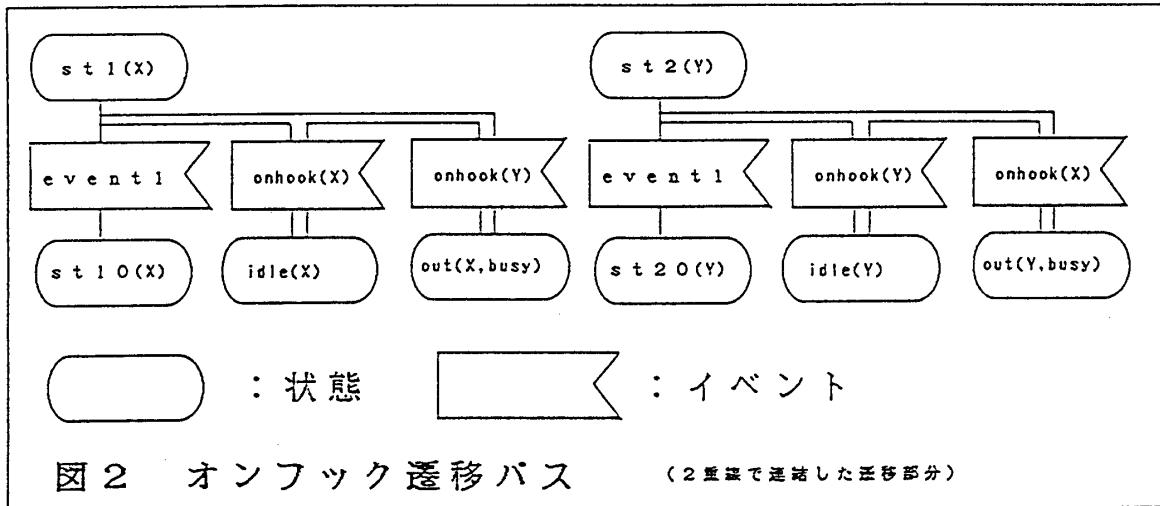 st1(X) st2(Y)
event1 onhook(X) onhook(Y) event1 onhook(Y) onhook(X)
st10(X) idle(X) out(X,busy) st20(Y) idle(Y) out(Y,busy)
:状態 :イベント
図2 オンフック遷移パス (2重線で連結した遷移部分)